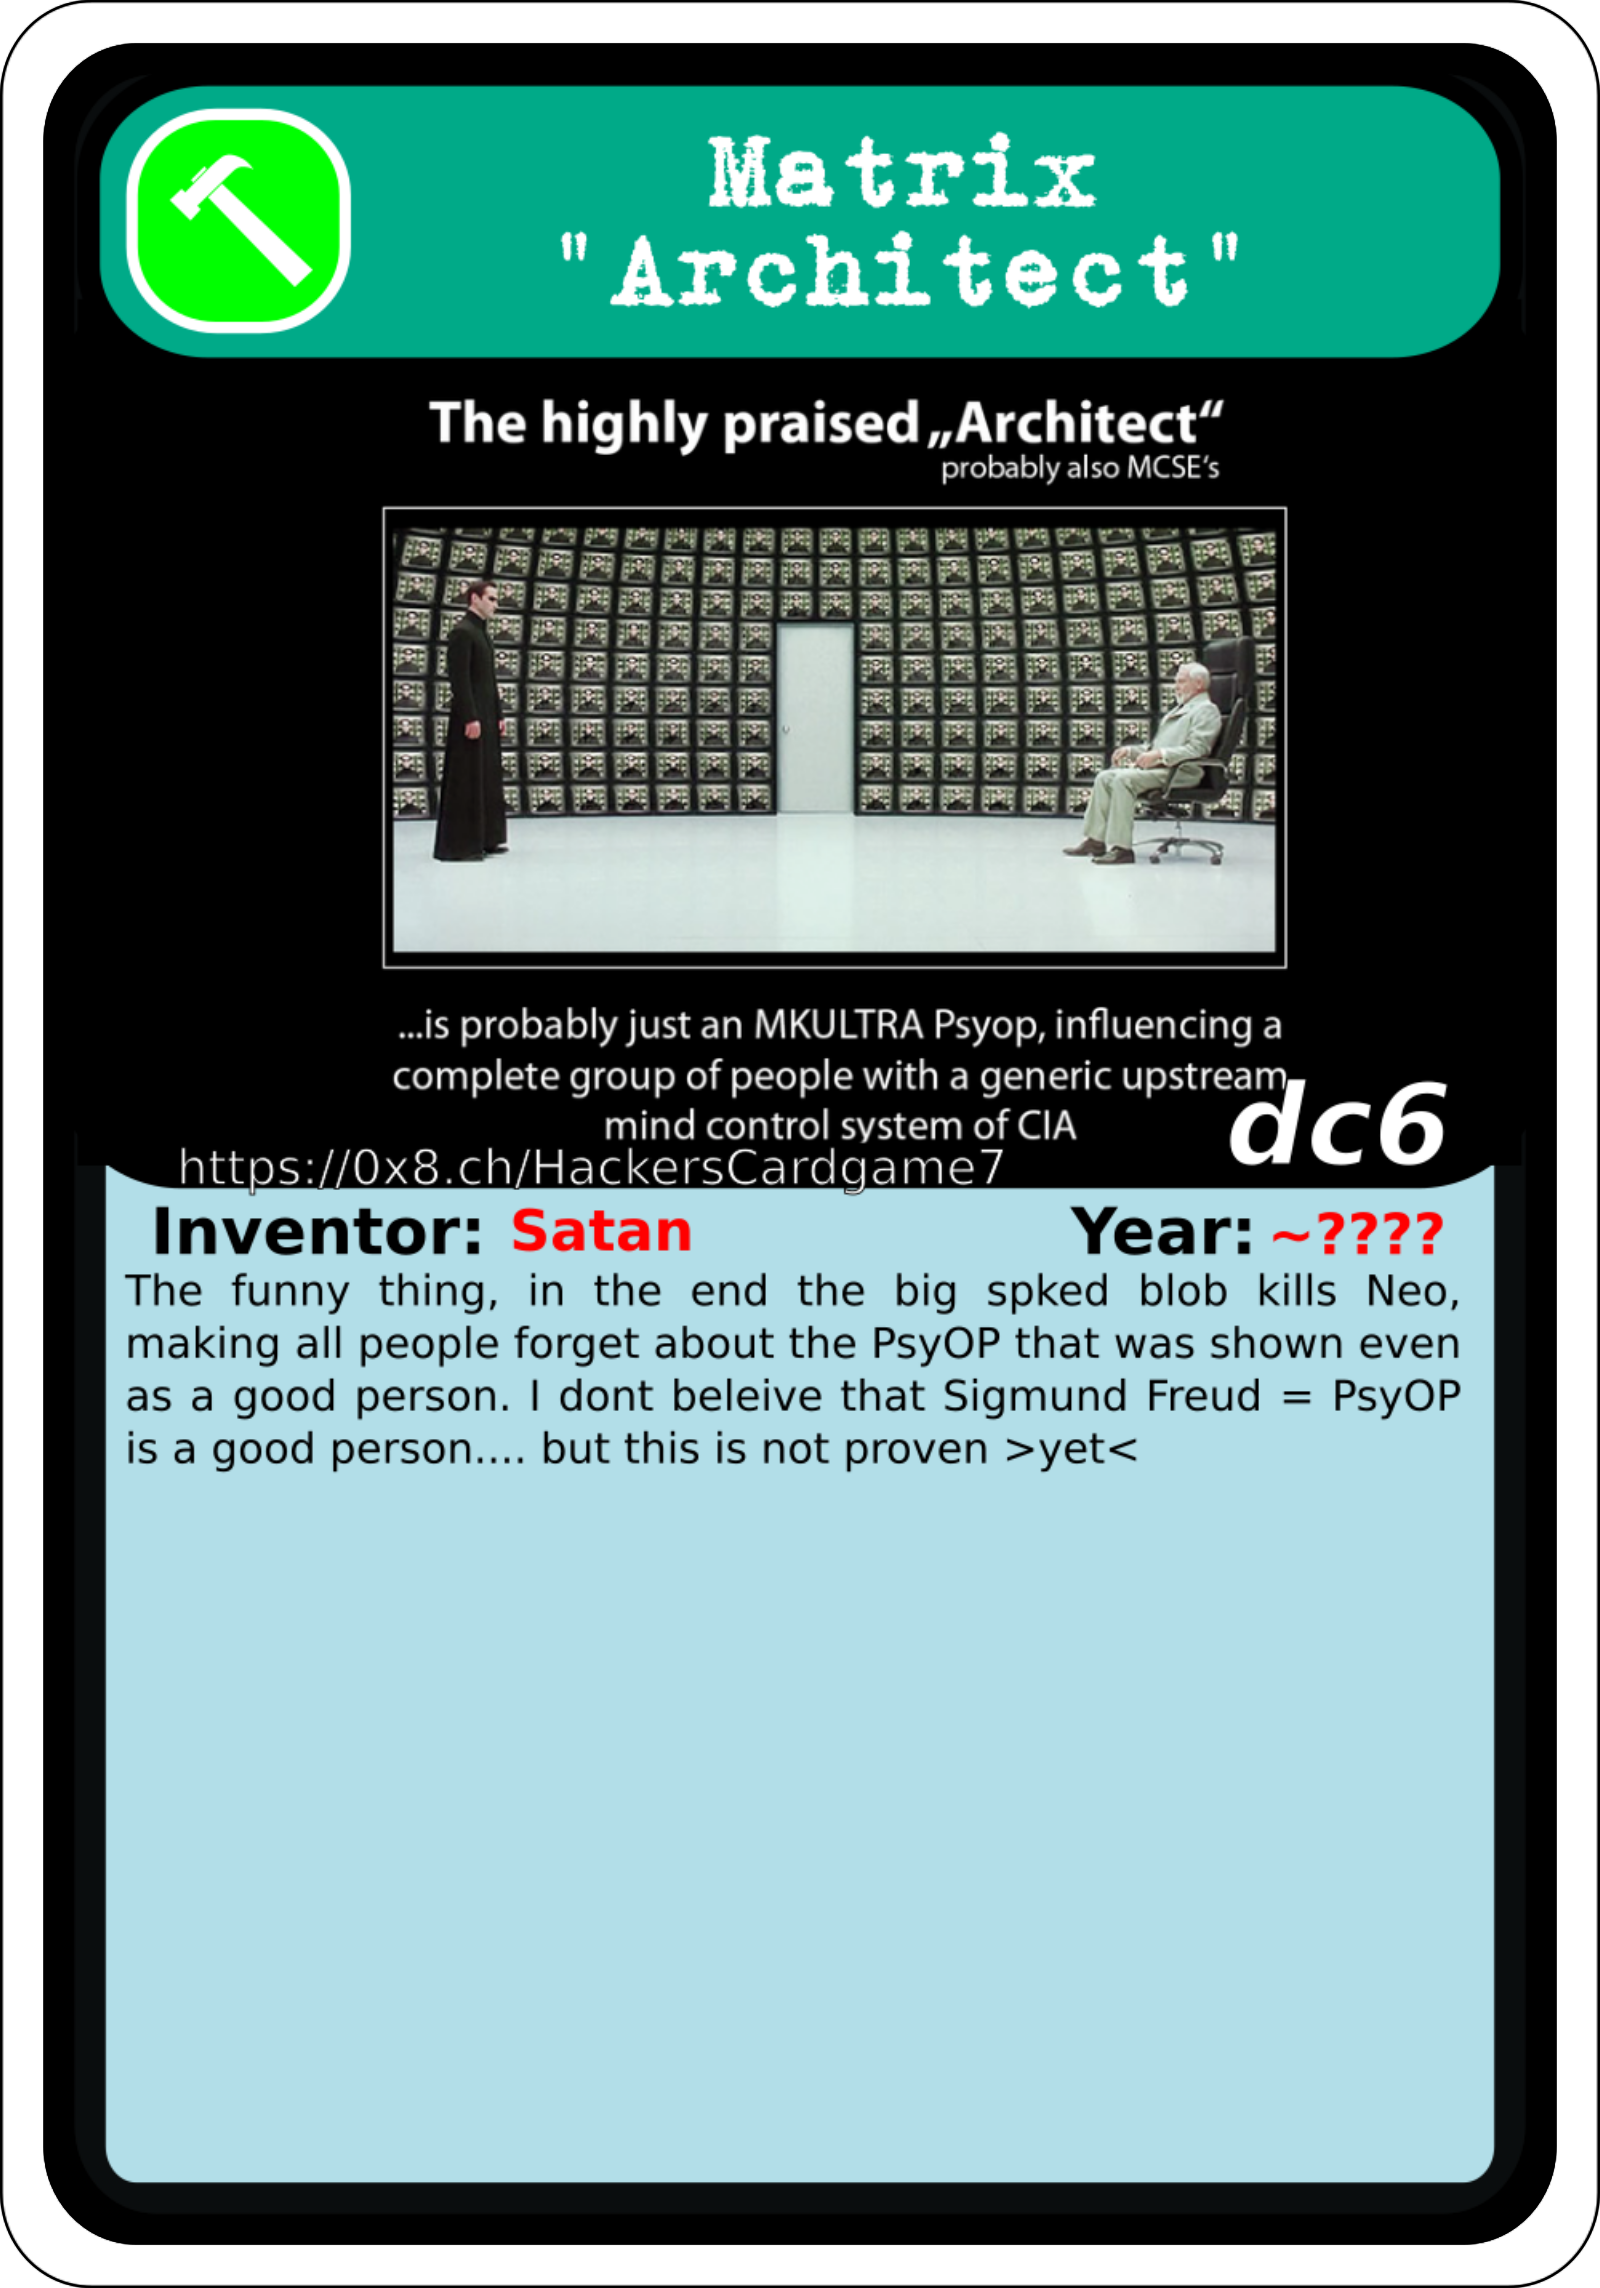 Matrix
"Architect"
The highly praised „Architect“
probably also MCSE's
...is probably just an MKULTRA Psyop, influencing a
complete group of people with a generic upstream
mind control system of CIA
dc6
https://0x8.ch/HackersCardgame7
Inventor: Satan Year: ~????
The funny thing, in the end the big spked blob kills Neo,
making all people forget about the PsyOP that was shown even
as a good person. I dont beleive that Sigmund Freud = PsyOP
is a good person.... but this is not proven >yet<